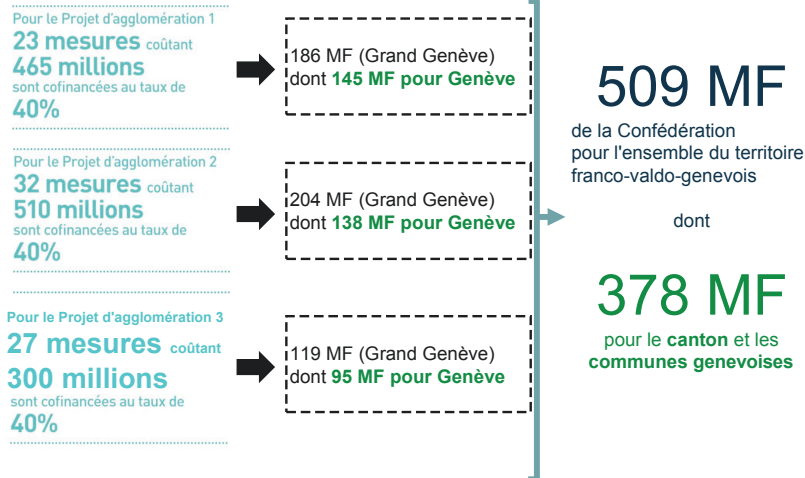 Pour le Projet d'agglomération 1
23 mesures coûtant
465 millions
sont cofinancées au taux de
40%
186 MF (Grand Genève)
dont 145 MF pour Genève
Pour le Projet d'agglomération 2
32 mesures coûtant
510 millions
sont cofinancées au taux de
40%
204 MF (Grand Genève)
dont 138 MF pour Genève
Pour le Projet d'agglomération 3
27 mesures coûtant
300 millions
sont cofinancées au taux de
40%
119 MF (Grand Genève)
dont 95 MF pour Genève
509 MF
de la Confédération
pour l'ensemble du territoire
franco-valdo-genevois
dont
378 MF
pour le canton et les
communes genevoises